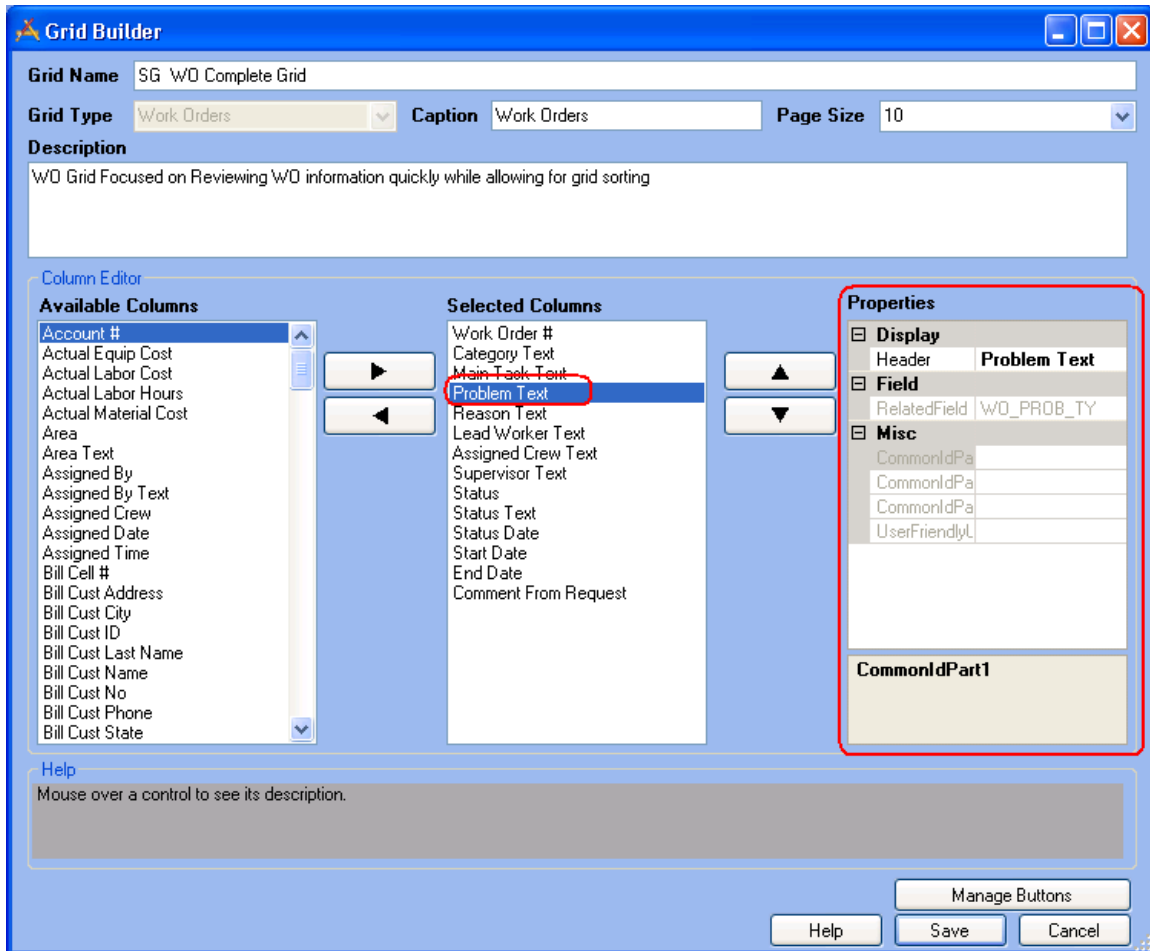 Grid Builder
Grid Name SG WO Complete Grid
Grid Type Work Orders Caption Work Orders Page Size 10
Description
WO Grid Focused on Reviewing WO information quickly while allowing for grid sorting
Column Editor
Available Columns
Account #
Actual Equip Cost
Actual Labor Cost
Actual Labor Hours
Actual Material Cost
Area
Area Text
Assigned By
Assigned By Text
Assigned Crew
Assigned Date
Assigned Time
Bill Cell #
Bill Cust Address
Bill Cust City
Bill Cust ID
Bill Cust Last Name
Bill Cust Name
Bill Cust No
Bill Cust Phone
Bill Cust State
Selected Columns
Work Order #
Category Text
Main Task Text
Problem Text
Reason Text
Lead Worker Text
Assigned Crew Text
Supervisor Text
Status
Status Text
Status Date
Start Date
End Date
Comment From Request
Properties
Display
Header Problem Text
Field
RelatedField WO_PROB_TY
Misc
CommonIdPa
CommonIdPa
CommonIdPa
UserFriendlyL
CommonIdPart1
Help
Mouse over a control to see its description.
Manage Buttons
Help Save Cancel